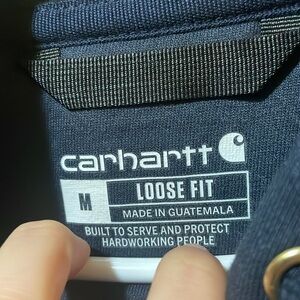 carhartt
M LOOSE FIT
MADE IN GUATEMALA
BUILT TO SERVE AND PROTECT
HARDWORKING PEOPLE